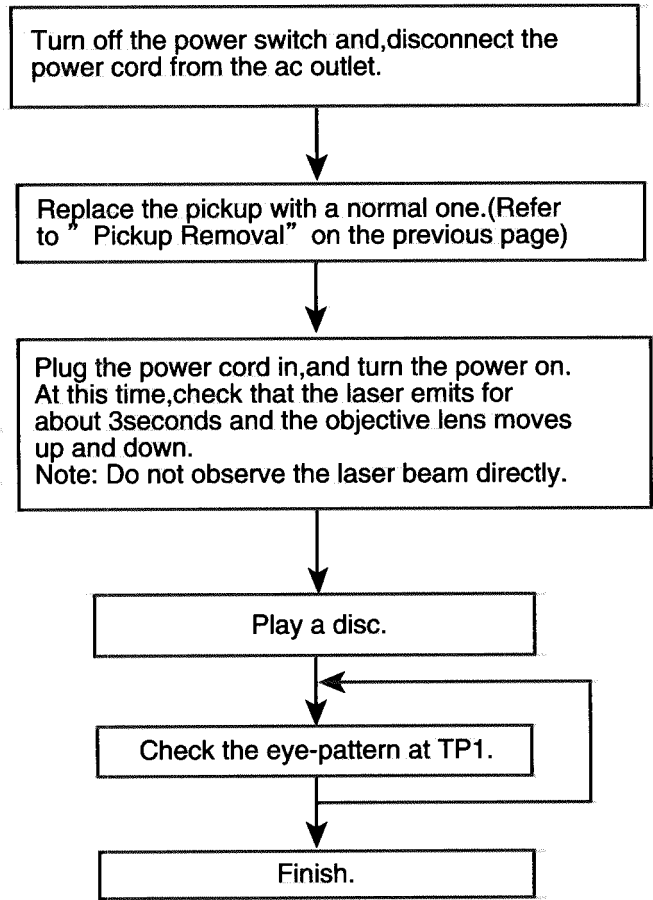 Turn off the power switch and,disconnect the
power cord from the ac outlet.
Replace the pickup with a normal one.(Refer
to " Pickup Removal" on the previous page)
Plug the power cord in,and turn the power on.
At this time,check that the laser emits for
about 3seconds and the objective lens moves
up and down.
Note: Do not observe the laser beam directly.
Play a disc.
Check the eye-pattern at TP1.
Finish.